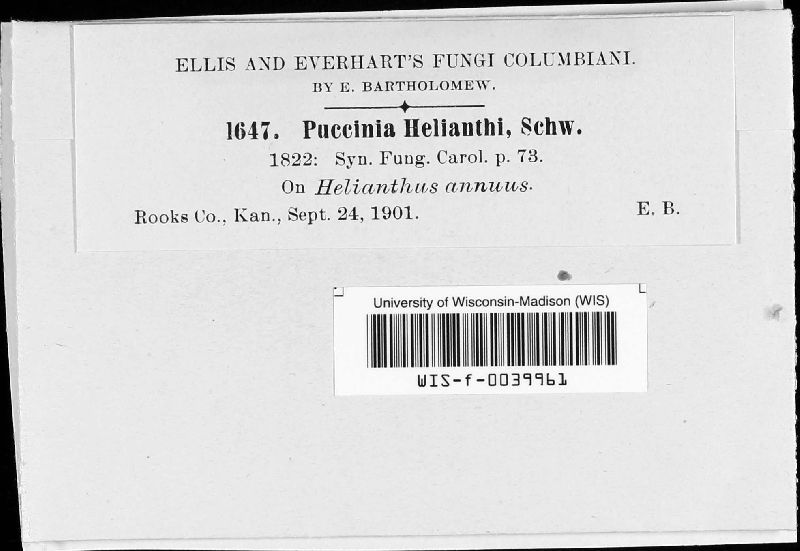 ELLIS AND EVERHART'S FUNGI COLUMBIANI.
BY E. BARTHOLOMEW.
1647. Puccinia Helianthi, Schw.
1822: Syn. Fung. Carol. p. 73.
On Helianthus annuus.
Rooks Co., Kan., Sept. 24, 1901. E. B.
University of Wisconsin-Madison (WIS)
WIS-f-0039961